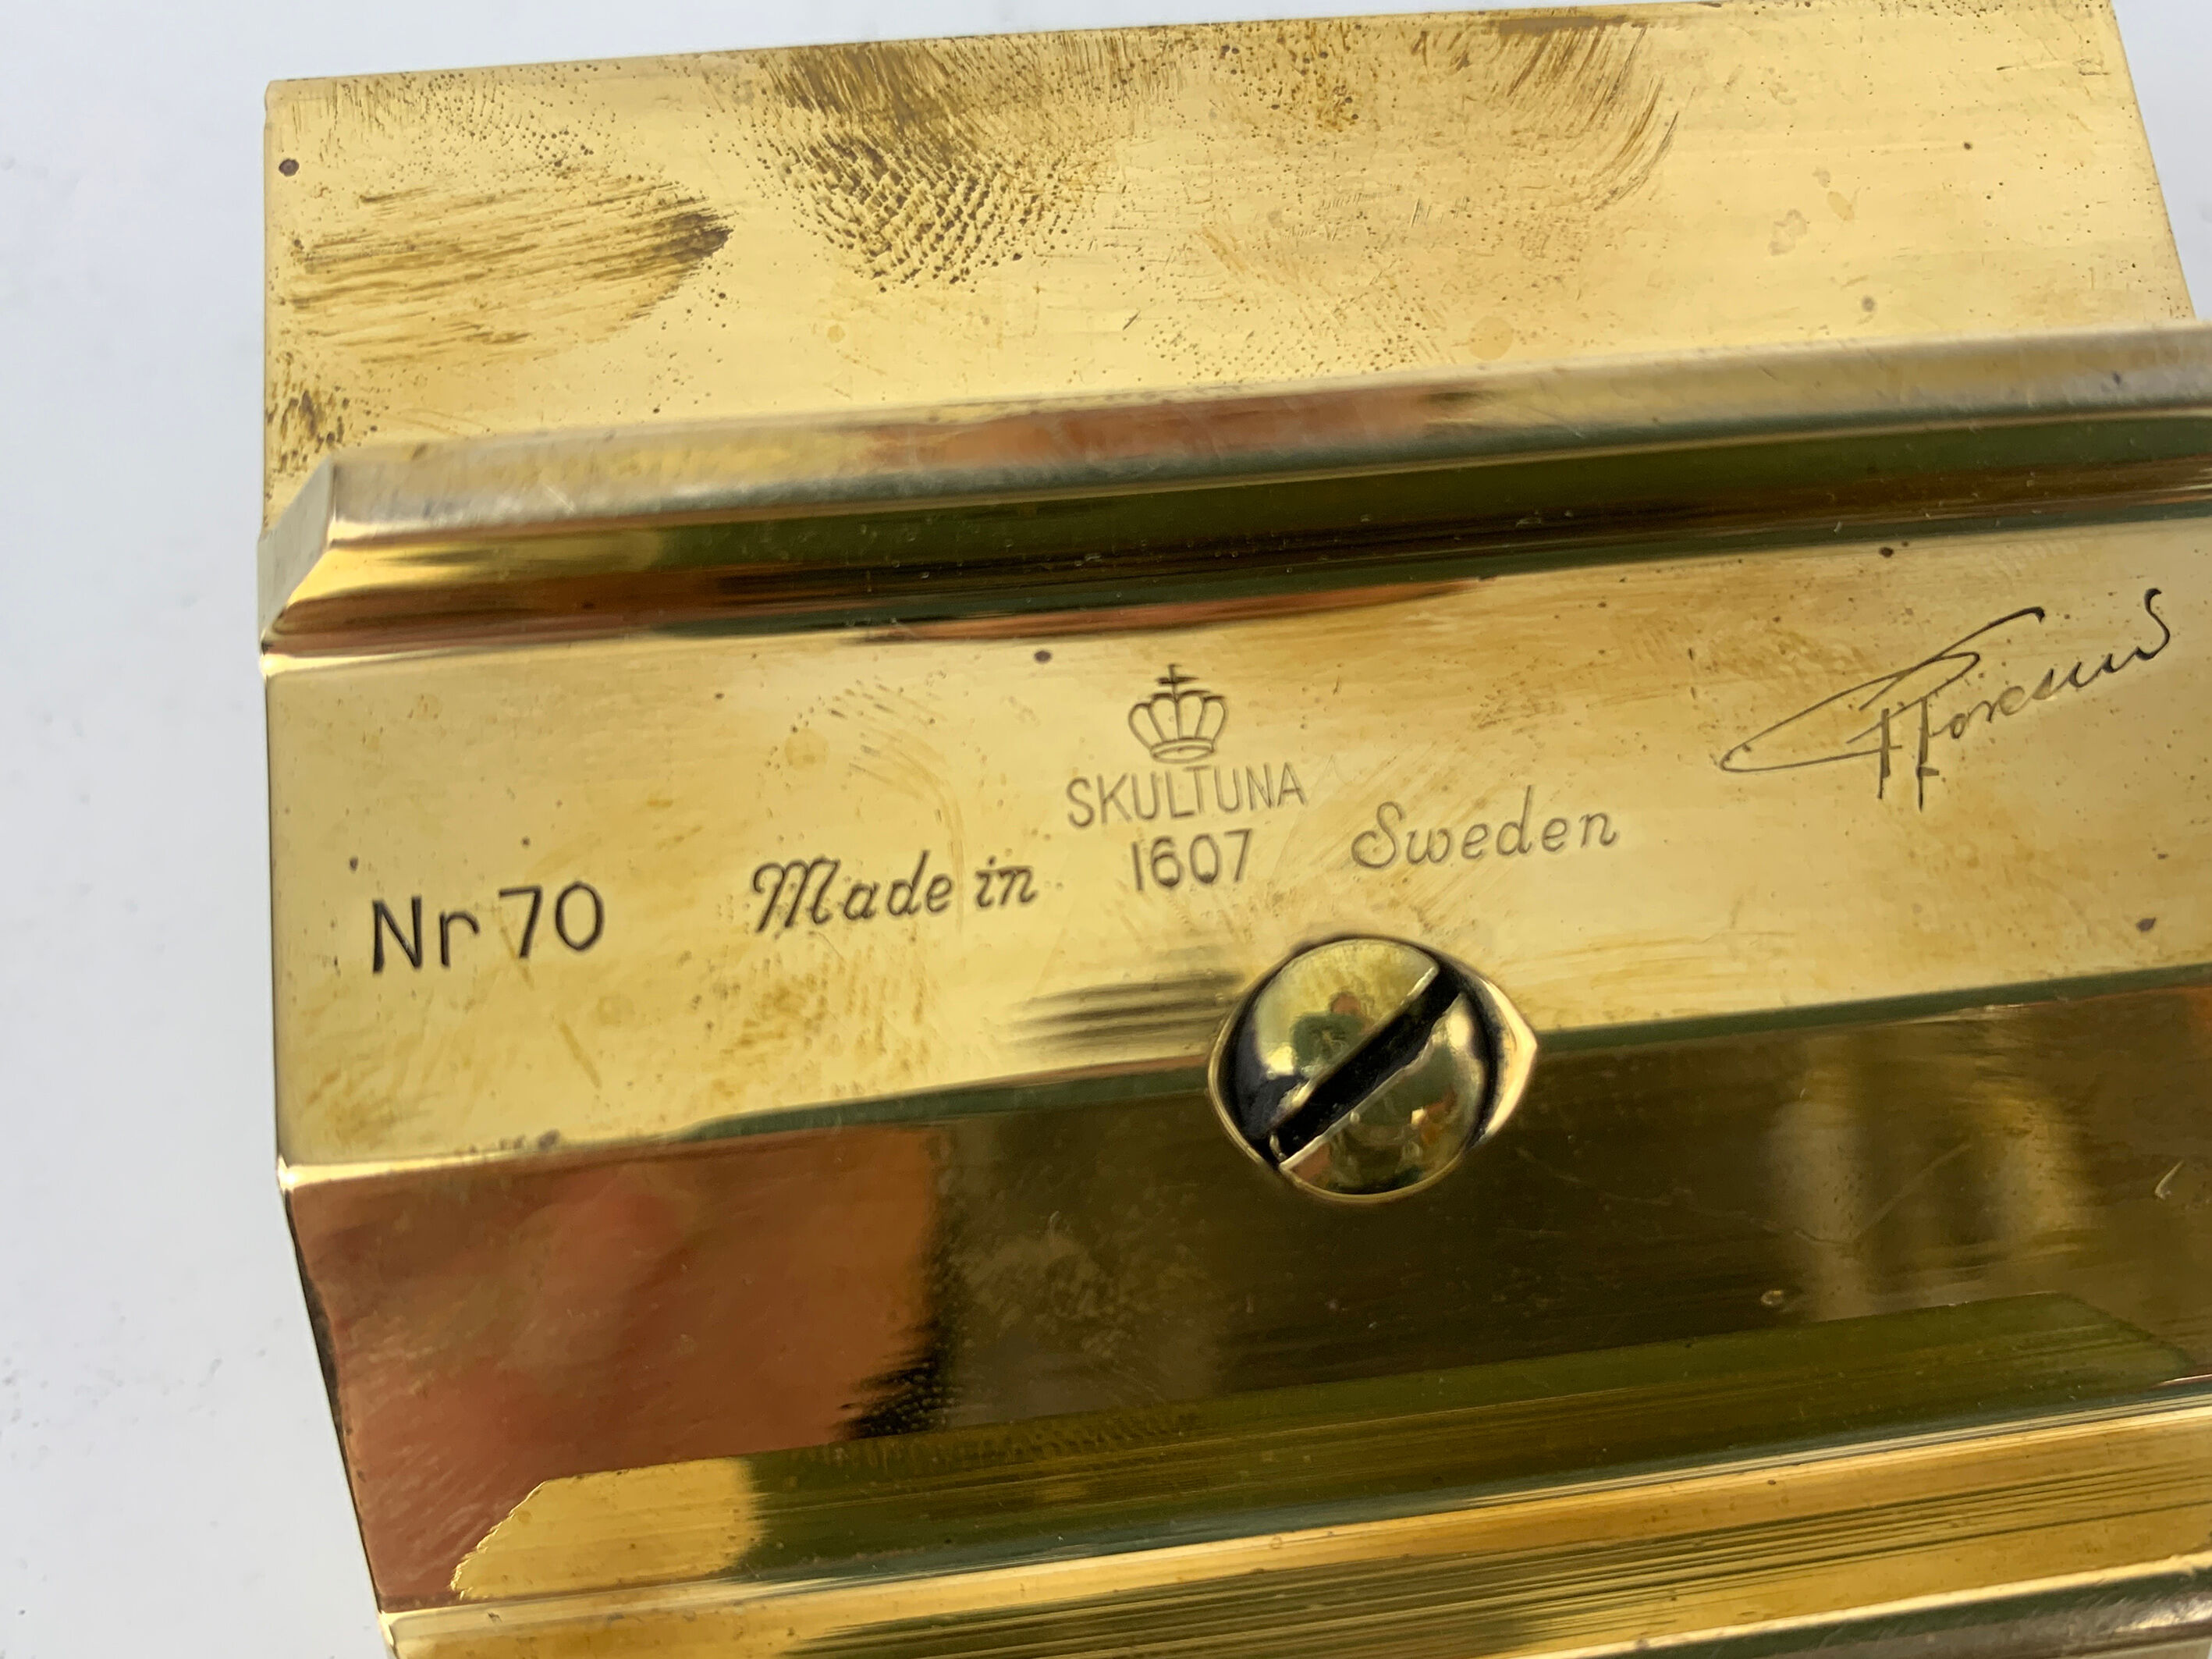 Nr 70
Made in SKULTUNA 1607 Sweden